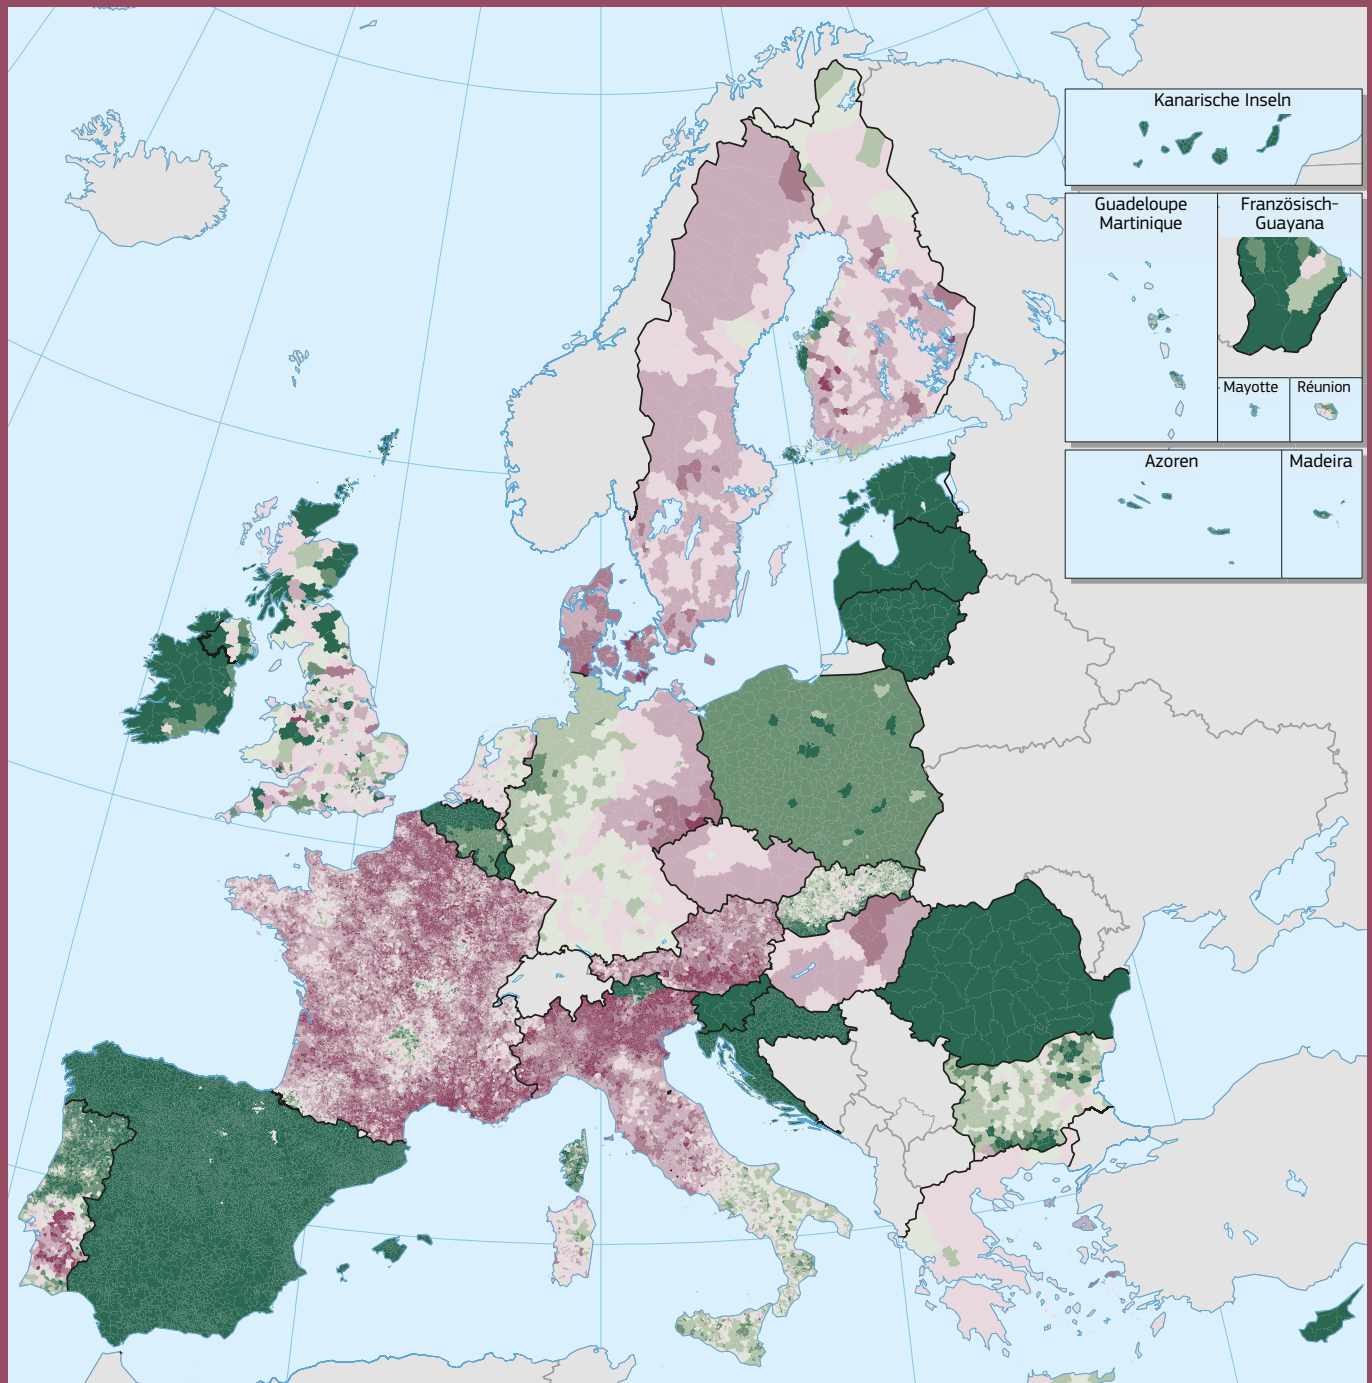 Kanarische Inseln
Guadeloupe
Martinique
Französisch-
Guayana
Mayotte
Réunion
Azoren
Madeira